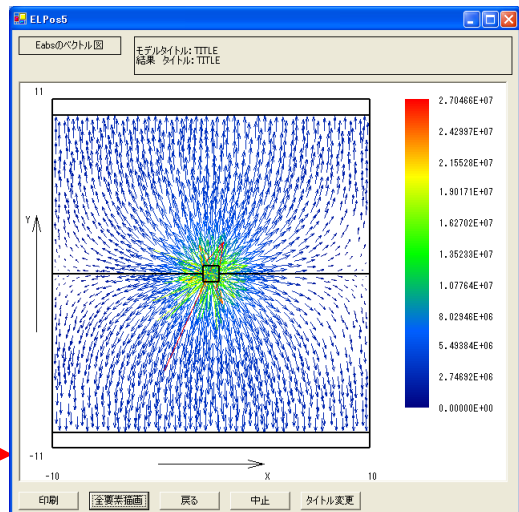 ELPos5
Eabsのベクトル図
モデルタイトル: TITLE
結果 タイトル: TITLE
11
Y
-11
-10
X
10
2.70466E+07
2.42997E+07
2.15528E+07
1.90171E+07
1.62702E+07
1.35233E+07
1.07764E+07
8.02946E+06
5.49384E+06
2.74692E+06
0.00000E+00
印刷
全要素描画
戻る
中止
タイトル変更